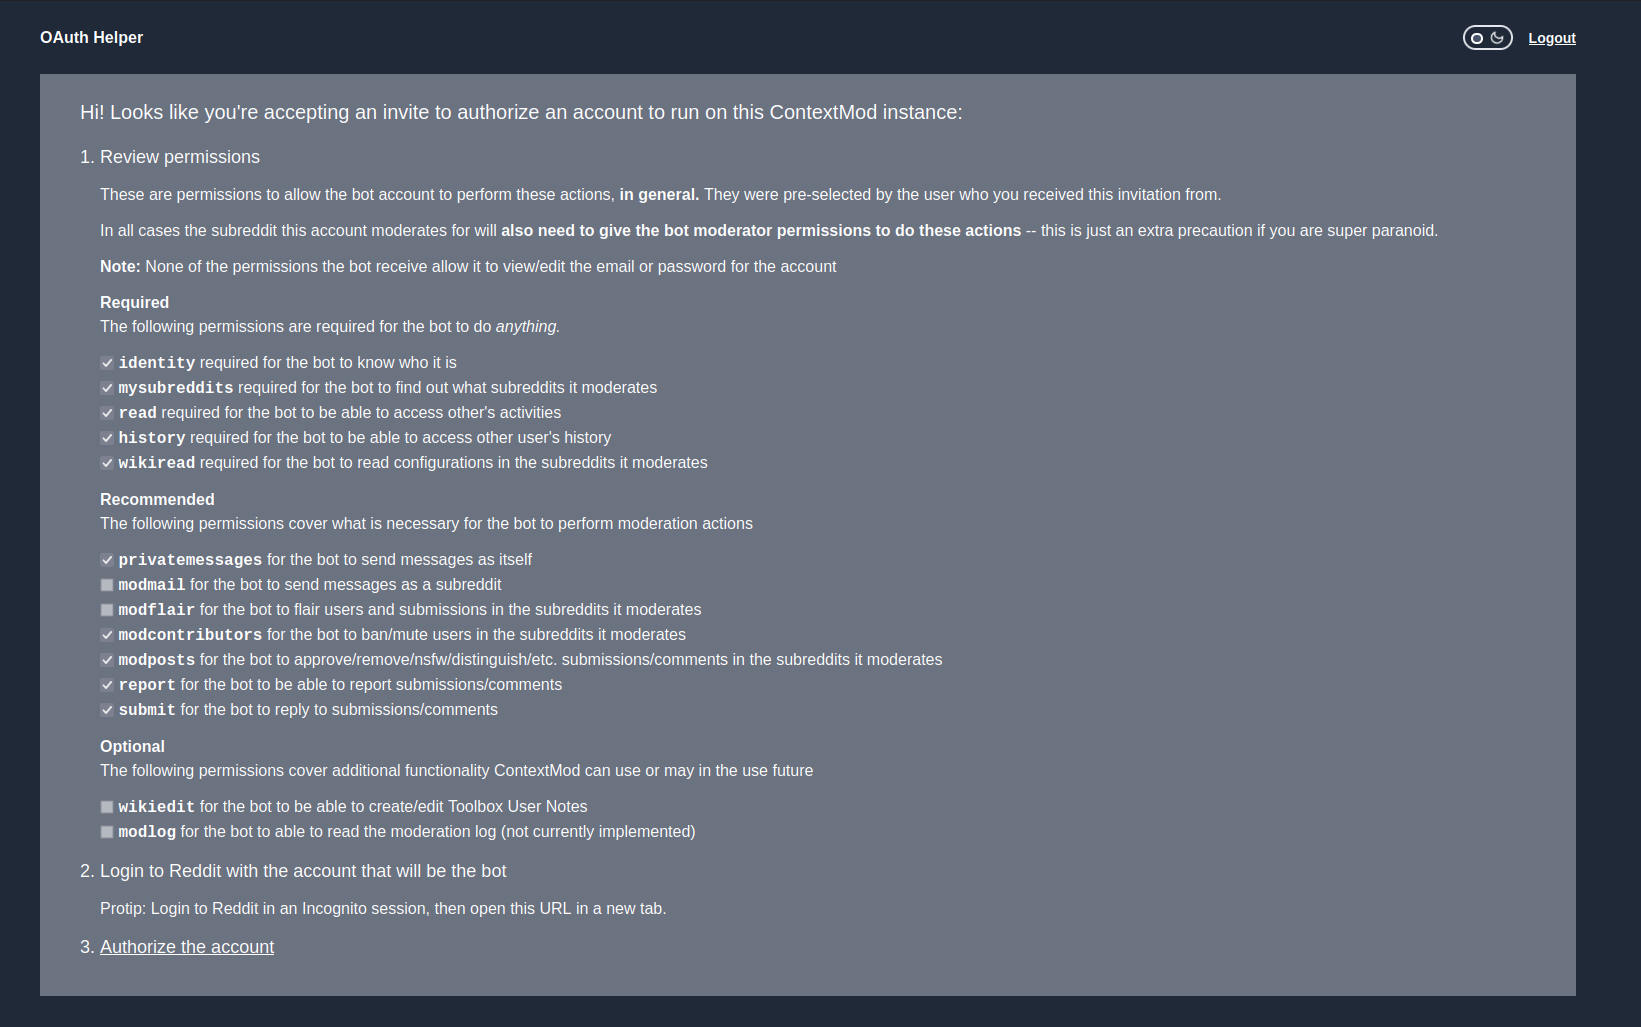 OAuth Helper
Logout
Hi! Looks like you're accepting an invite to authorize an account to run on this ContextMod instance:
1. Review permissions
These are permissions to allow the bot account to perform these actions, in general. They were pre-selected by the user who you received this invitation from.
In all cases the subreddit this account moderates for will also need to give the bot moderator permissions to do these actions -- this is just an extra precaution if you are super paranoid.
Note: None of the permissions the bot receive allow it to view/edit the email or password for the account
Required
The following permissions are required for the bot to do anything.
identity required for the bot to know who it is
mysubreddits required for the bot to find out what subreddits it moderates
read required for the bot to be able to access other's activities
history required for the bot to be able to access other user's history
wikiread required for the bot to read configurations in the subreddits it moderates
Recommended
The following permissions cover what is necessary for the bot to perform moderation actions
privatemessages for the bot to send messages as itself
modmail for the bot to send messages as a subreddit
modflair for the bot to flair users and submissions in the subreddits it moderates
modcontributors for the bot to ban/mute users in the subreddits it moderates
modposts for the bot to approve/remove/nsfw/distinguish/etc. submissions/comments in the subreddits it moderates
report for the bot to be able to report submissions/comments
submit for the bot to reply to submissions/comments
Optional
The following permissions cover additional functionality ContextMod can use or may in the use future
wikiedit for the bot to be able to create/edit Toolbox User Notes
modlog for the bot to able to read the moderation log (not currently implemented)
2. Login to Reddit with the account that will be the bot
Protip: Login to Reddit in an Incognito session, then open this URL in a new tab.
3. Authorize the account